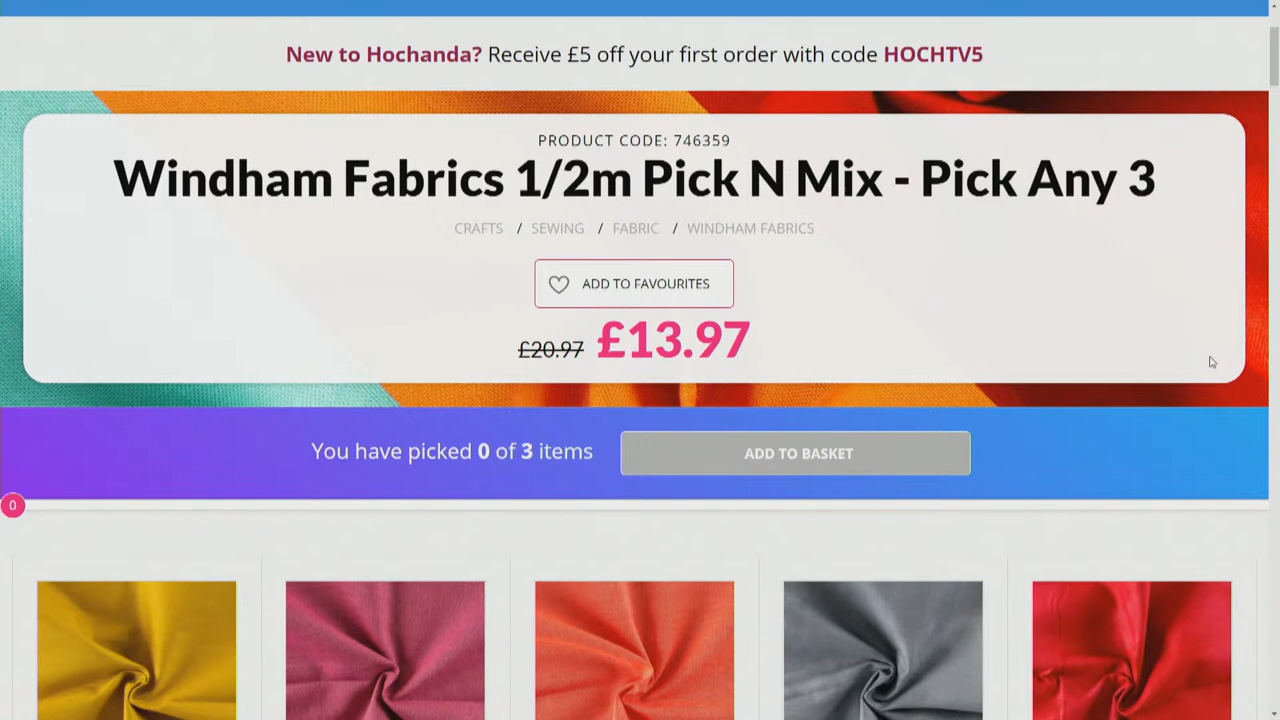 New to Hochanda? Receive £5 off your first order with code HOCHTV5
PRODUCT CODE: 746359
Windham Fabrics 1/2m Pick N Mix - Pick Any 3
CRAFTS / SEWING / FABRIC / WINDHAM FABRICS
ADD TO FAVOURITES
£20.97 £13.97
You have picked 0 of 3 items
ADD TO BASKET
0